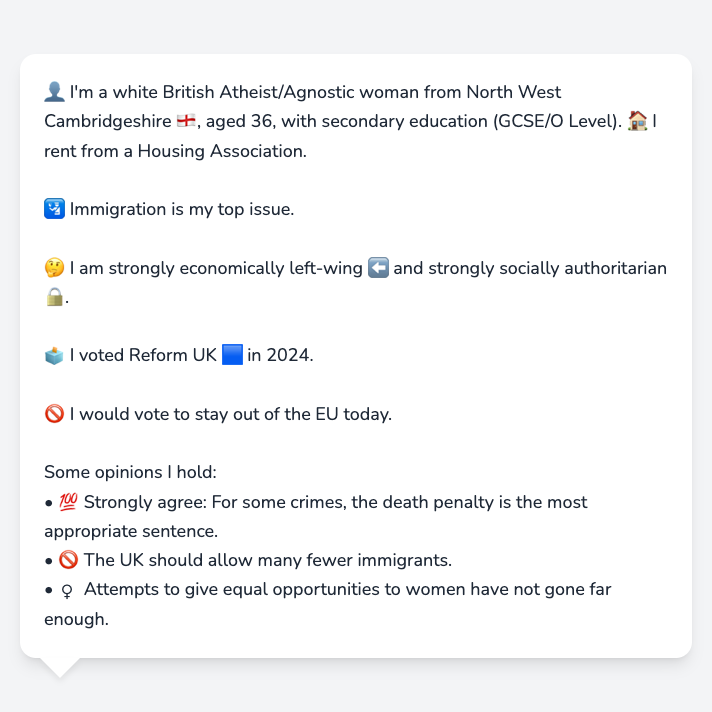 👤 I'm a white British Atheist/Agnostic woman from North West
Cambridgeshire 🏴󠁧󠁢󠁥󠁮󠁧󠁿, aged 36, with secondary education (GCSE/O Level). 🏠 I
rent from a Housing Association.
🛂 Immigration is my top issue.
🤔 I am strongly economically left-wing ⬅️ and strongly socially authoritarian
🔒.
🗳️ I voted Reform UK 🟦 in 2024.
🚫 I would vote to stay out of the EU today.
Some opinions I hold:
• 💯 Strongly agree: For some crimes, the death penalty is the most
appropriate sentence.
• 🚫 The UK should allow many fewer immigrants.
• ♀ Attempts to give equal opportunities to women have not gone far
enough.